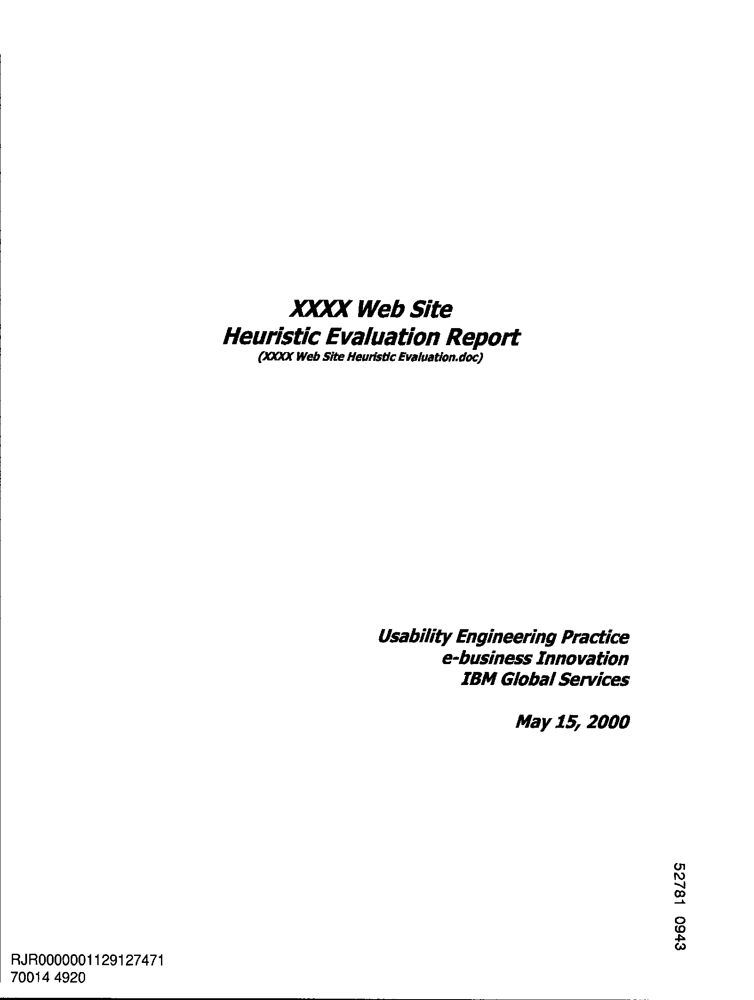 XXXX Web Site
Heuristic Evaluation Report
(XXXX Web Site Heuristic Evaluation.doc)
Usability Engineering Practice
e-business Innovation
IBM Global Services
May 15, 2000
52781 0943
RJR0000001129127471
70014 4920